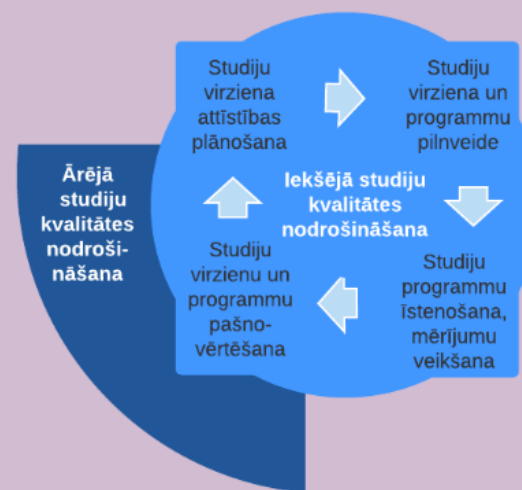 Studiju
virziena
attīstības
plānošana
Studiju
virziena un
programmu
pilnveide
Ārējā
studiju
kvalitātes
nodroši-
nāšana
Iekšējā studiju
kvalitātes
nodrošināšana
Studiju
virzienu un
programmu
pašno-
vērtēšana
Studiju
programmu
īstenošana,
mērījumu
veikšana